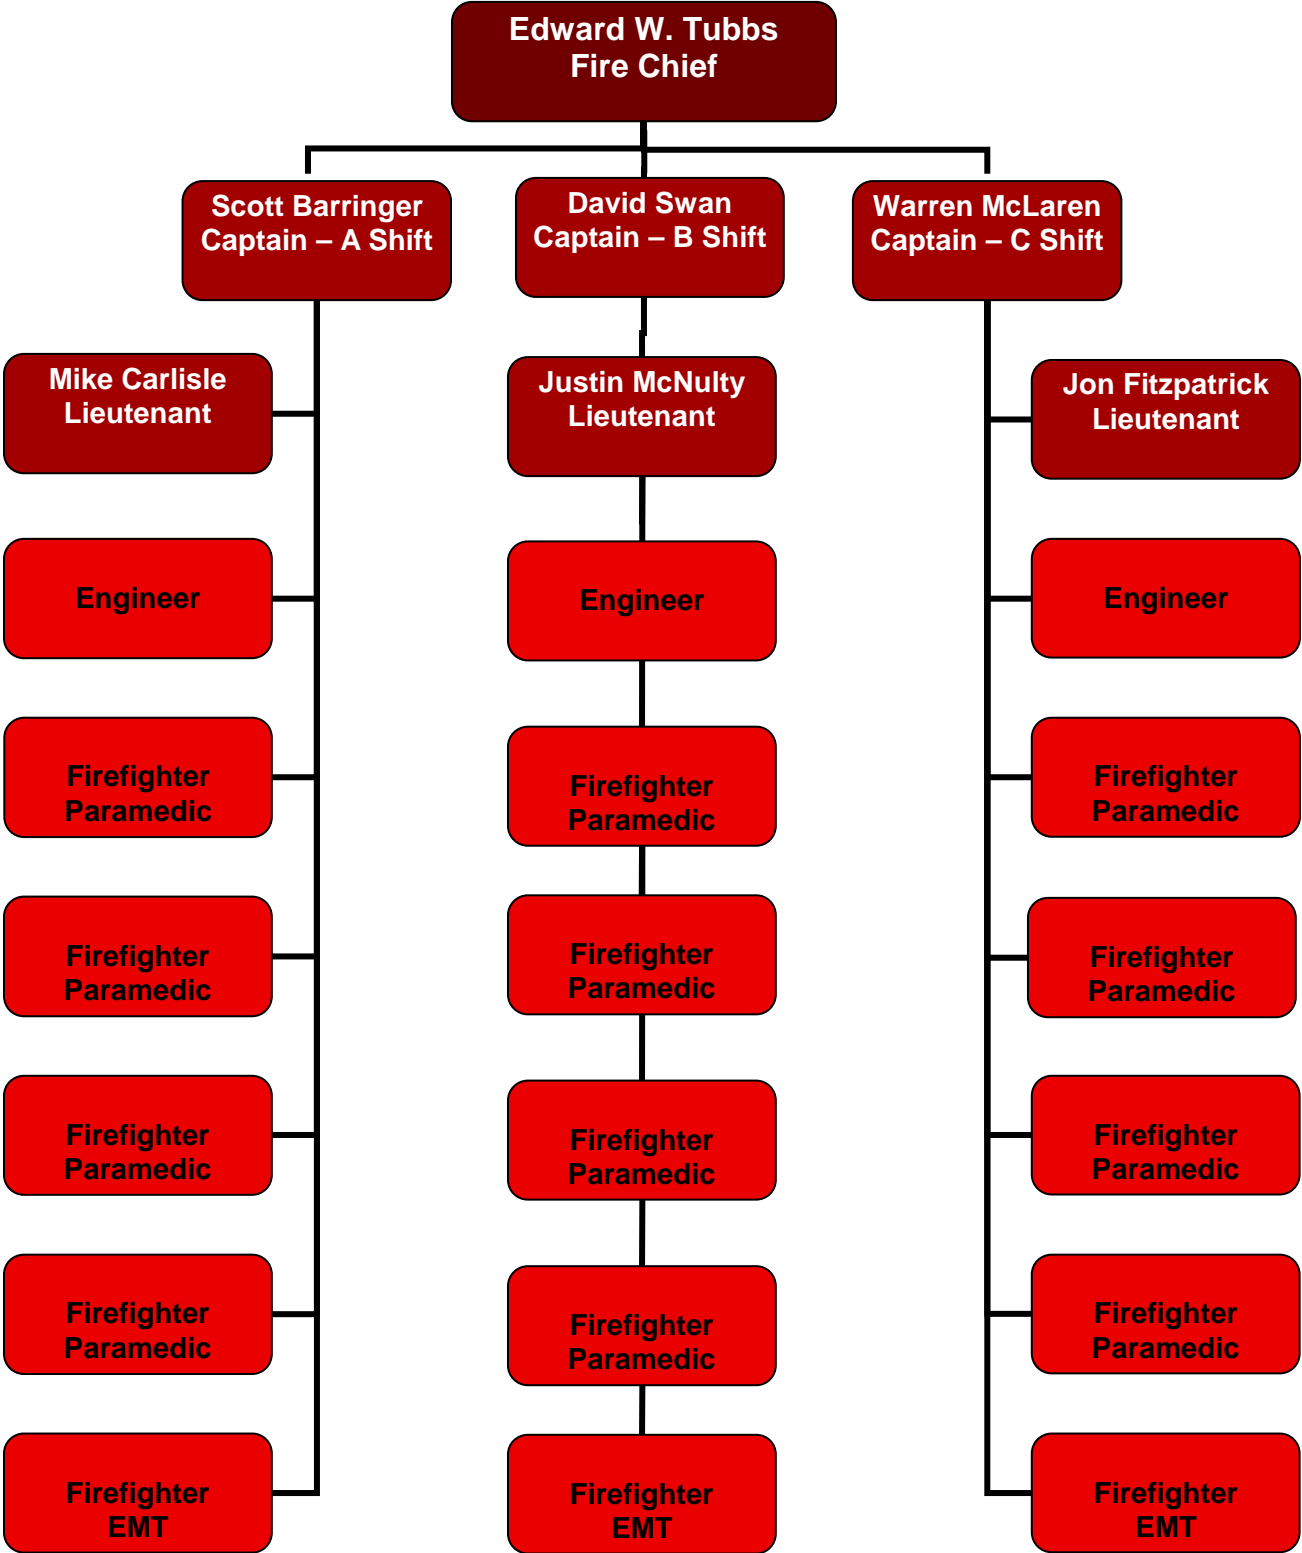 Edward W. Tubbs
Fire Chief
Scott Barringer
Captain – A Shift
David Swan
Captain – B Shift
Warren McLaren
Captain – C Shift
Mike Carlisle
Lieutenant
Justin McNulty
Lieutenant
Jon Fitzpatrick
Lieutenant
Engineer
Engineer
Engineer
Firefighter
Paramedic
Firefighter
Paramedic
Firefighter
Paramedic
Firefighter
Paramedic
Firefighter
Paramedic
Firefighter
Paramedic
Firefighter
Paramedic
Firefighter
Paramedic
Firefighter
Paramedic
Firefighter
Paramedic
Firefighter
Paramedic
Firefighter
Paramedic
Firefighter
EMT
Firefighter
EMT
Firefighter
EMT